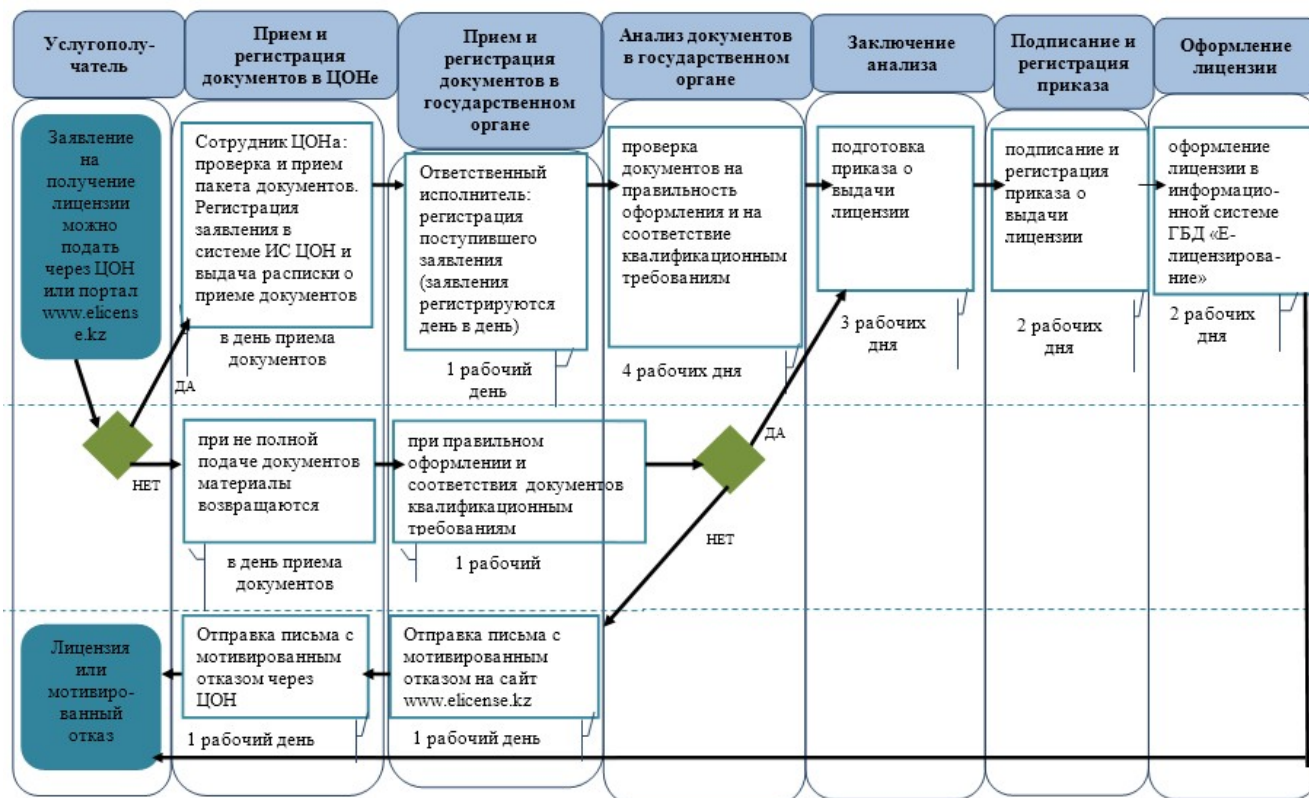 Услугополу-
чатель
Прием и
регистрация
документов в ЦОНе
Прием и
регистрация
документов в
государственном
органе
Анализ документов
в государственном
органе
Заключение
анализа
Подписание и
регистрация
приказа
Оформление
лицензии
Заявление
на
получение
лицензии
можно
подать
через ЦОН
или портал
www.elicens
e.kz
Сотрудник ЦОНа:
проверка и прием
пакета документов.
Регистрация
заявления в
системе ИС ЦОН и
выдача расписки о
приеме документов
в день приема
документов
Ответственный
исполнитель:
регистрация
поступившего
заявления
(заявления
регистрируются
день в день)
1 рабочий
день
проверка
документов на
правильность
оформления и на
соответствие
квалификационным
требованиям
4 рабочих дня
подготовка
приказа о
выдачи
лицензии
3 рабочих
дня
подписание и
регистрация
приказа о
выдачи
лицензии
2 рабочих
дня
оформление
лицензии в
информацио-
нной системе
ГБД «Е-
лицензирова-
ние»
2 рабочих
дня
ДА
НЕТ
при не полной
подаче документов
материалы
возвращаются
в день приема
документов
при правильном
оформлении и
соответствия документов
квалификационным
требованиям
1 рабочий
ДА
НЕТ
Лицензия
или
мотивиро-
ванный
отказ
Отправка письма с
мотивированным
отказом через
ЦОН
1 рабочий день
Отправка письма с
мотивированным
отказом на сайт
www.elicense.kz
1 рабочий день